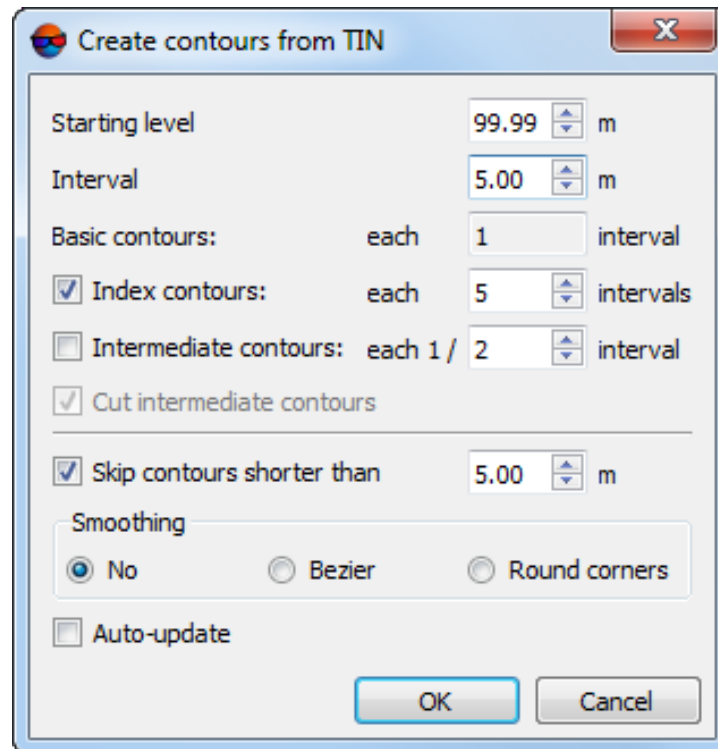 Create contours from TIN
Starting level 99.99 m
Interval 5.00 m
Basic contours: each 1 interval
Index contours: each 5 intervals
Intermediate contours: each 1 / 2 interval
Cut intermediate contours
Skip contours shorter than 5.00 m
Smoothing
No Bezier Round corners
Auto-update
OK Cancel